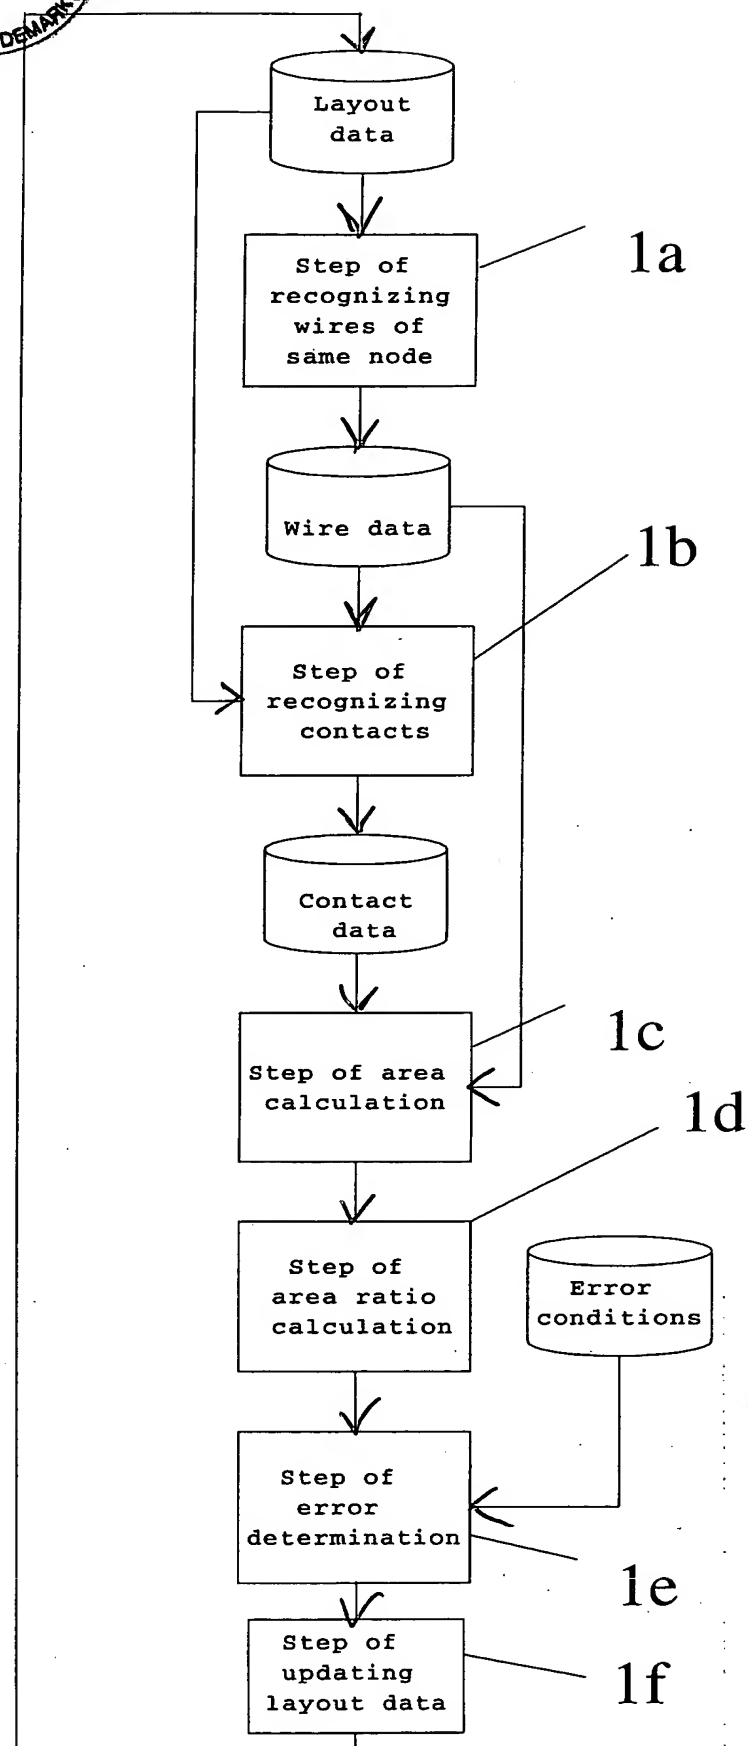 DEMARK
Layout
data
Step of
recognizing
wires of
same node
1a
Wire data
1b
Step of
recognizing
contacts
Contact
data
Step of area
calculation
1c
1d
Step of
area ratio
calculation
Error
conditions
Step of
error
determination
1e
Step of
updating
layout data
1f